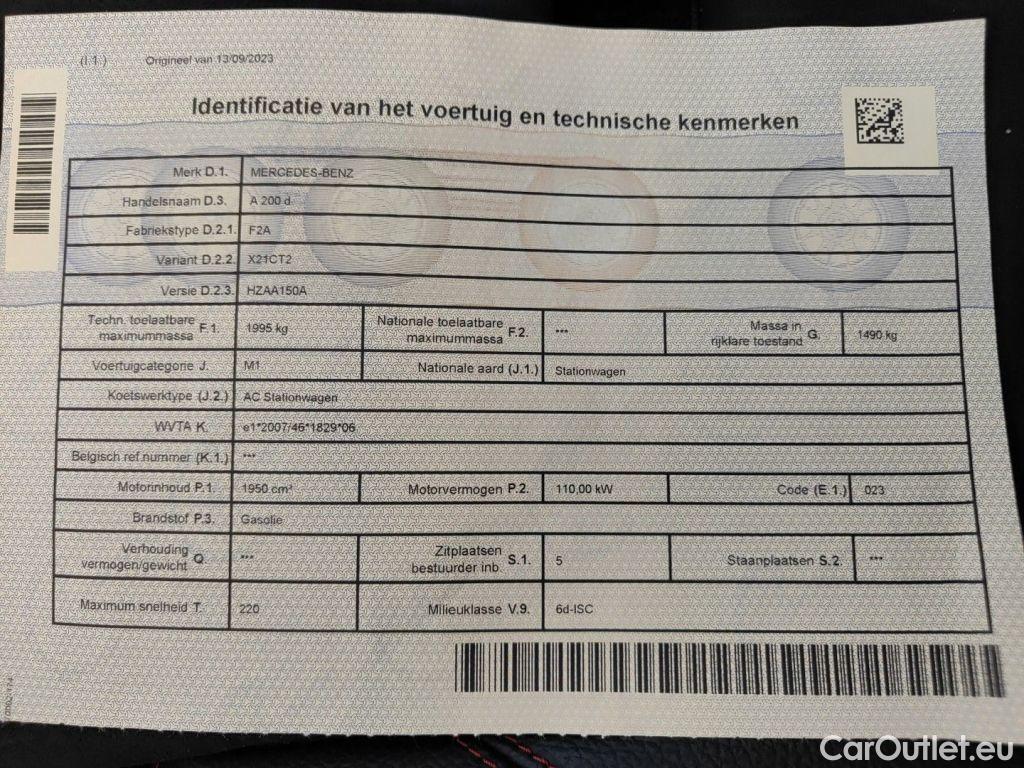 (I.1.) Origineel van 13/09/2023
Identificatie van het voertuig en technische kenmerken
Merk D.1. MERCEDES-BENZ
Handelsnaam D.3. A 200 d
Fabriekstype D.2.1. F2A
Variant D.2.2. X21CT2
Versie D.2.3. HZAA150A
Techn. toelaatbare maximummassa F.1. 1995 kg Nationale toelaatbare maximummassa F.2. *** Massa in rijklare toestand G. 1490 kg
Voertuigcategorie J. M1 Nationale aard (J.1.) Stationwagen
Koetswerktype (J.2.) AC Stationwagen
WVTA K. e1*2007/46*1829*06
Belgisch ref.nummer (K.1.) ***
Motorinhoud P.1. 1950 cm³ Motorvermogen P.2. 110,00 kW Code (E.1.) 023
Brandstof P.3. Gasolie
Verhouding vermogen/gewicht Q. *** Zitplaatsen bestuurder inb. S.1. 5 Staanplaatsen S.2. ***
Maximum snelheid T. 220 Milieuklasse V.9. 6d-ISC
CarOutlet.eu